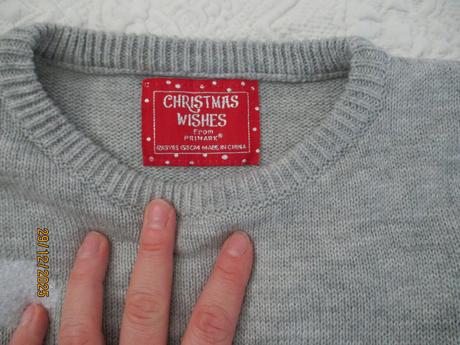 CHRISTMAS
WISHES
From
PRIMARK®
MADE IN CHINA
29/12/2025